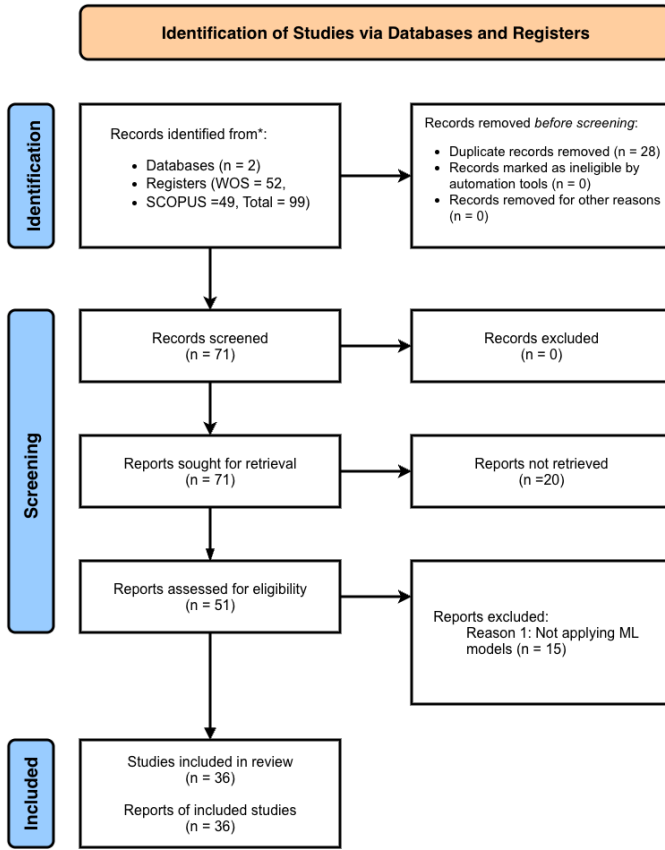 Identification of Studies via Databases and Registers
Identification
Records identified from*:
• Databases (n = 2)
• Registers (WOS = 52,
• SCOPUS =49, Total = 99)
Records removed before screening:
• Duplicate records removed (n = 28)
• Records marked as ineligible by
automation tools (n = 0)
• Records removed for other reasons
(n = 0)
Screening
Records screened
(n = 71)
Records excluded
(n = 0)
Reports sought for retrieval
(n = 71)
Reports not retrieved
(n =20)
Reports assessed for eligibility
(n = 51)
Reports excluded:
Reason 1: Not applying ML
models (n = 15)
Included
Studies included in review
(n = 36)
Reports of included studies
(n = 36)